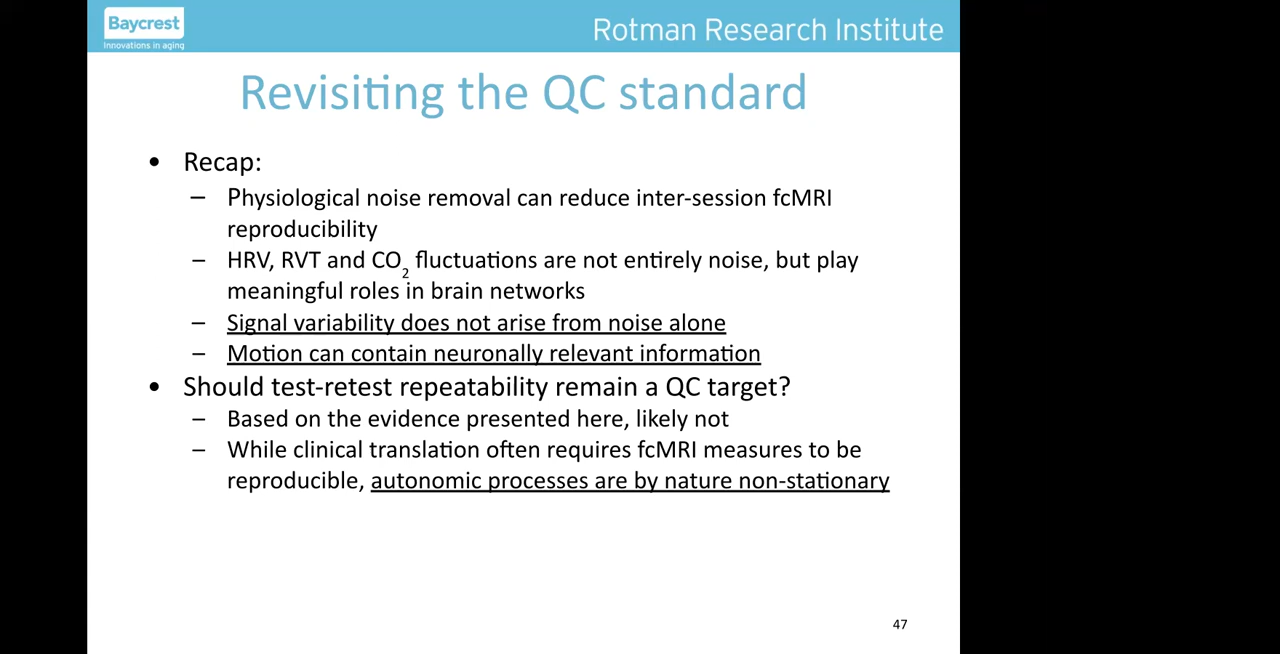 Baycrest
Innovations in aging
Rotman Research Institute
Revisiting the QC standard
• Recap:
– Physiological noise removal can reduce inter-session fcMRI
reproducibility
– HRV, RVT and CO₂ fluctuations are not entirely noise, but play
meaningful roles in brain networks
– Signal variability does not arise from noise alone
– Motion can contain neuronally relevant information
• Should test-retest repeatability remain a QC target?
– Based on the evidence presented here, likely not
– While clinical translation often requires fcMRI measures to be
reproducible, autonomic processes are by nature non-stationary
47